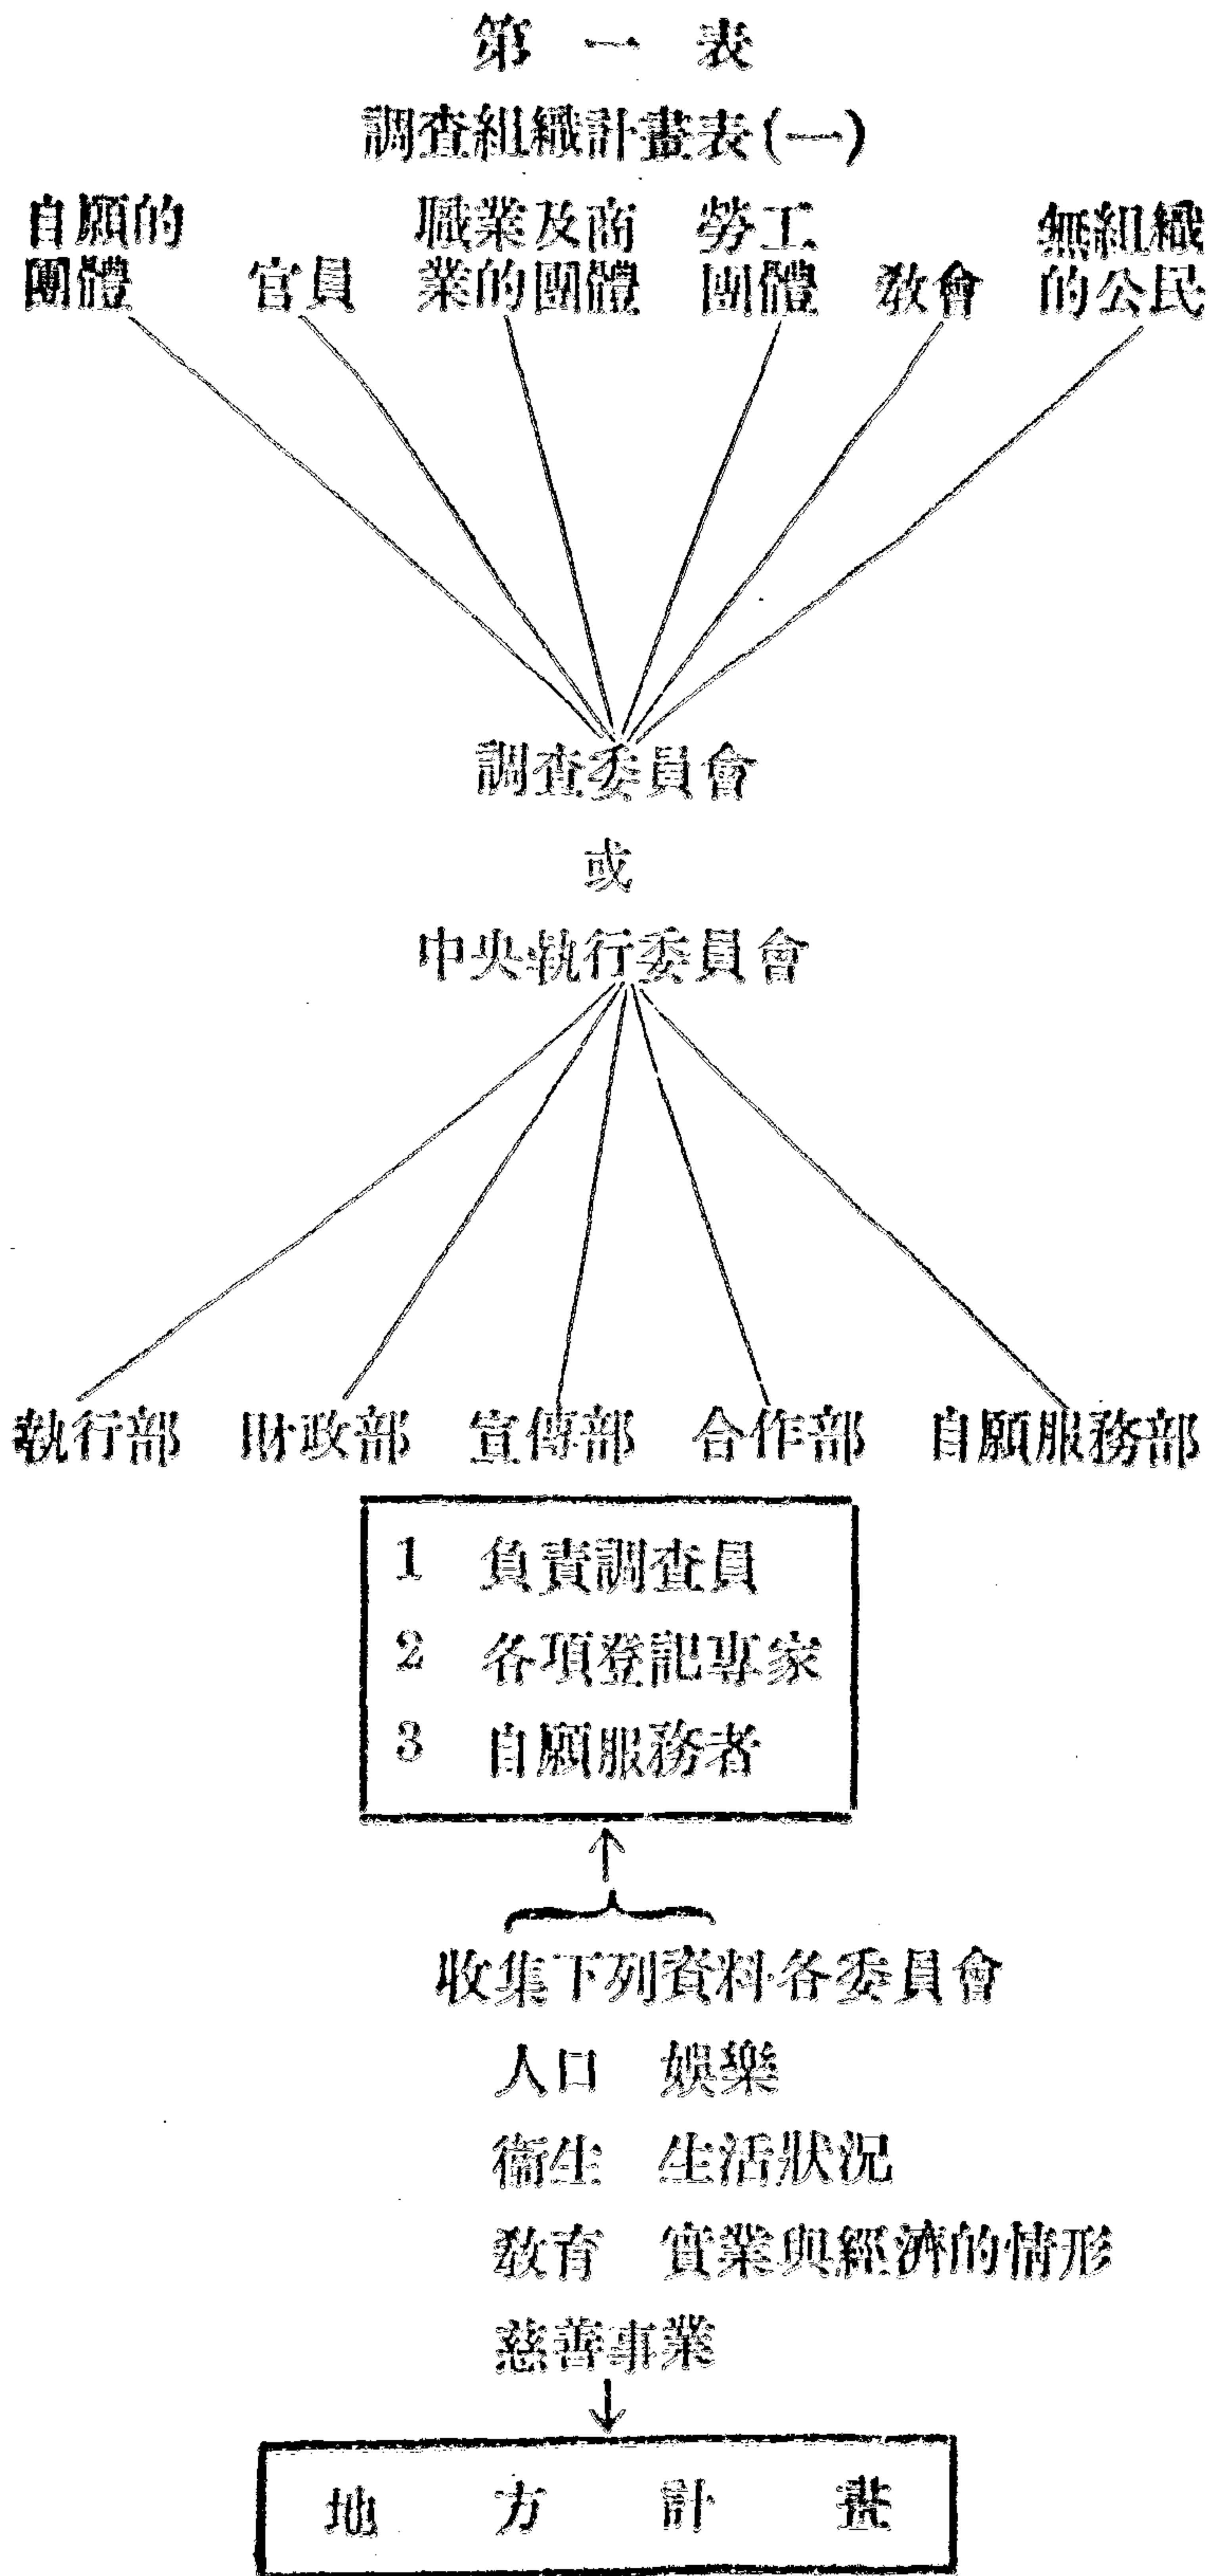 第一表
調查組織計畫表(一)
自願的團體
官員
職業及商業的團體
勞工團體
教會
無組織的公民
調查委員會
或
中央執行委員會
執行部 財政部 宣傳部 合作部 自願服務部
1 負責調查員
2 各項登記專家
3 自願服務者
收集下列資料各委員會
人口 娛樂
衞生 生活狀況
教育 實業與經濟的情形
慈善事業
地方計畫